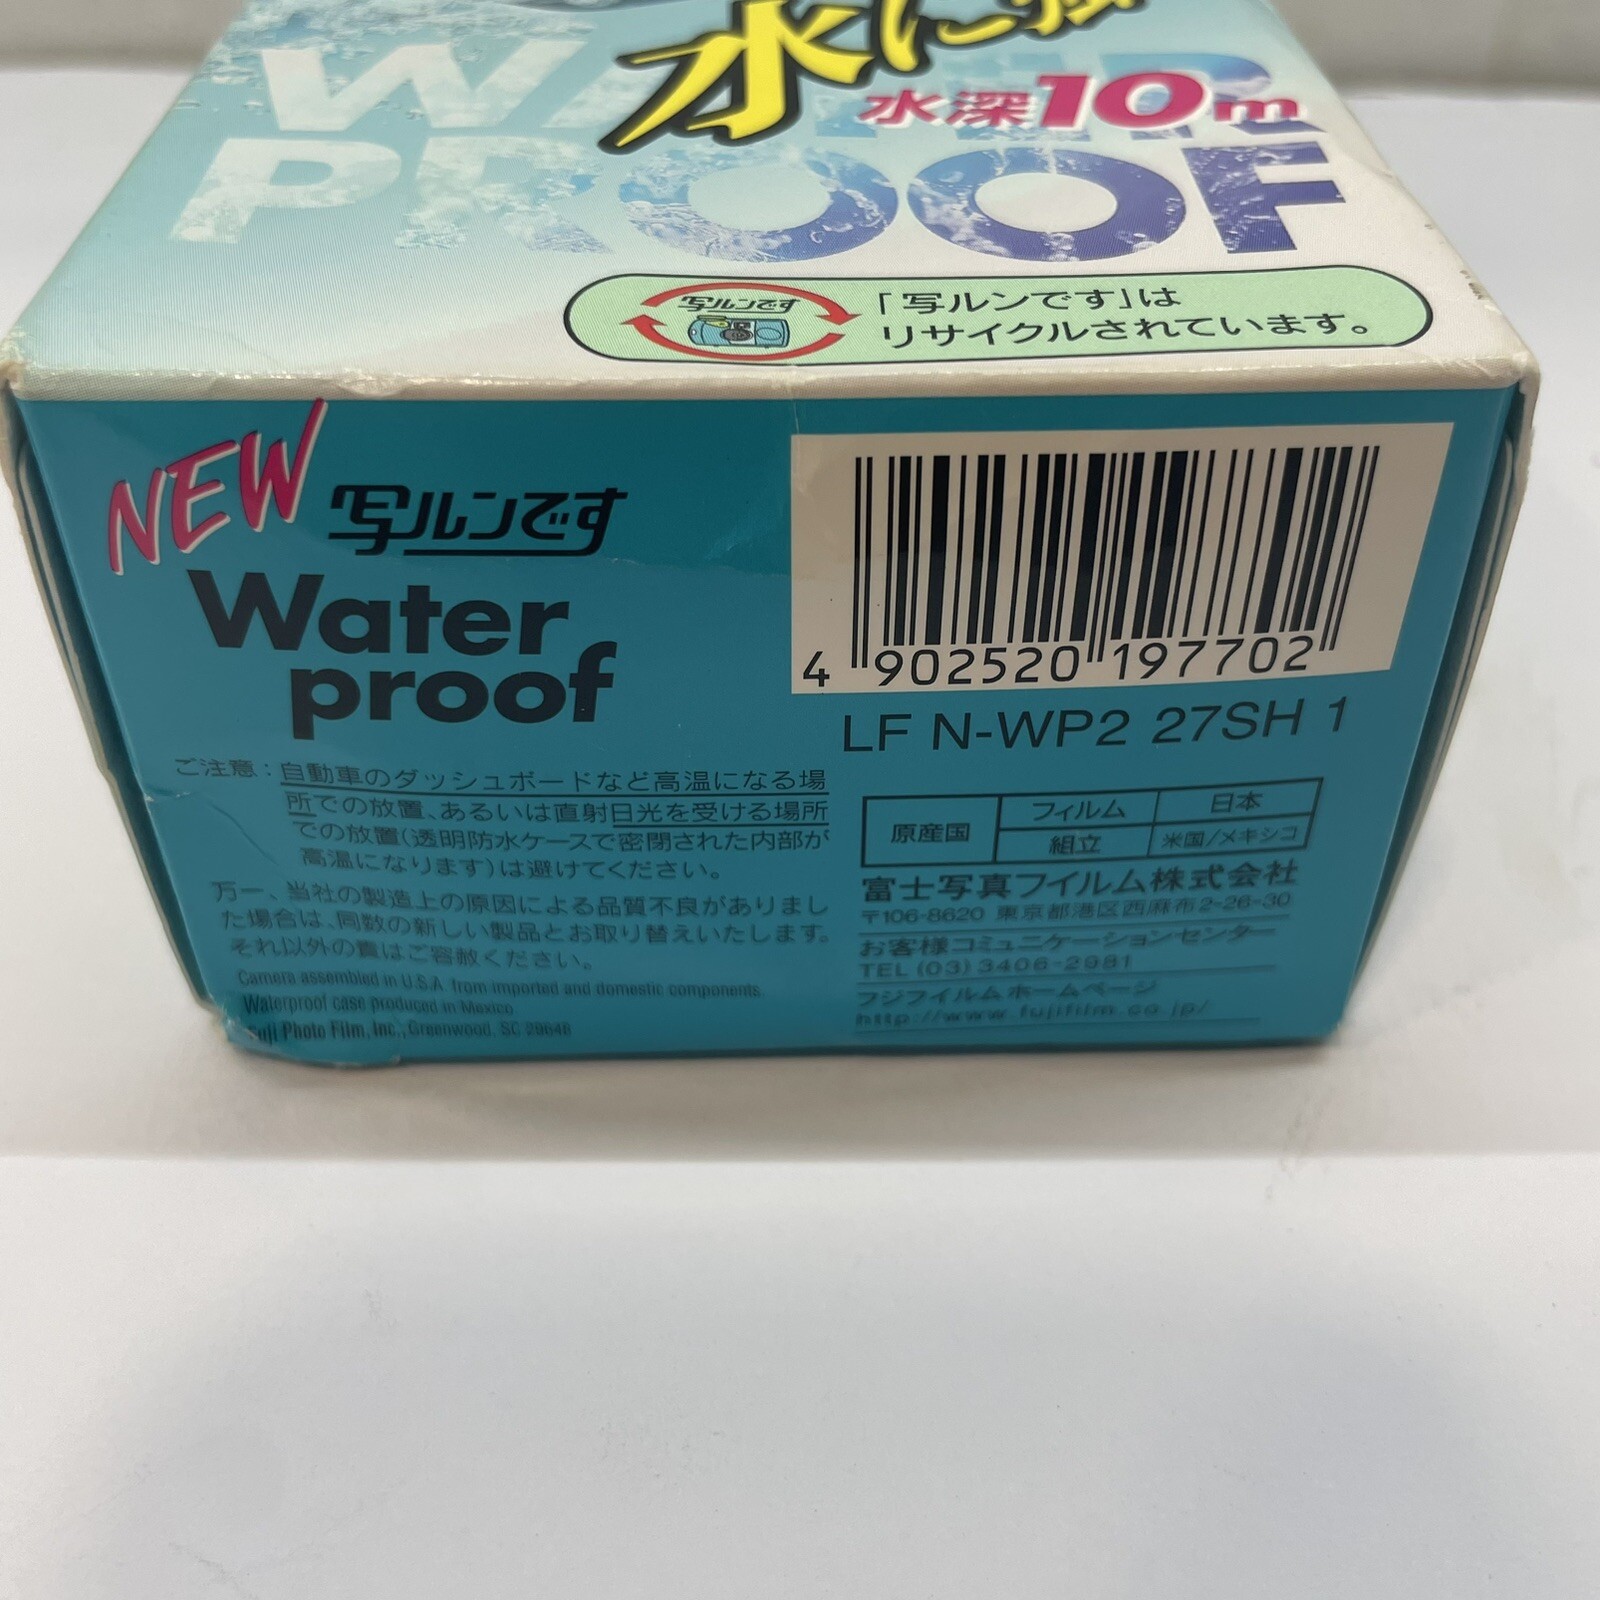 水に強
水深10m
WATER
PROOF
写ルンです
「写ルンです」は
リサイクルされています。
NEW 写ルンです
Water
proof
4 902520 197702
LF N-WP2 27SH 1
ご注意：自動車のダッシュボードなど高温になる場
所での放置、あるいは直射日光を受ける場所
での放置(透明防水ケースで密閉された内部が
高温になります)は避けてください。
万一、当社の製造上の原因による品質不良がありまし
た場合は、同数の新しい製品とお取り替えいたします。
それ以外の責はご容赦ください。
Camera assembled in U.S.A. from imported and domestic components.
Waterproof case produced in Mexico
Fuji Photo Film, Inc., Greenwood, SC 29648
原産国 フィルム 日本
組立 米国/メキシコ
富士写真フイルム株式会社
〒106-8620 東京都港区西麻布2-26-30
お客様コミュニケーションセンター
TEL (03) 3406-2981
フジフイルムホームページ
http://www.fujifilm.co.jp/